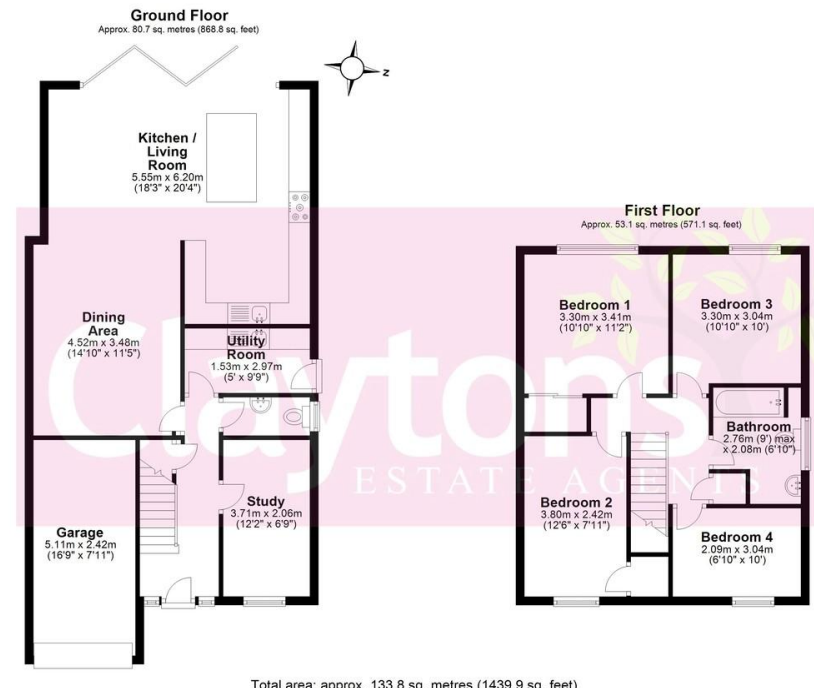 Ground Floor
Approx. 80.7 sq. metres (868.8 sq. feet)
N
Kitchen /
Living
Room
5.55m x 6.20m
(18'3" x 20'4")
Dining
Area
4.52m x 3.48m
(14'10" x 11'5")
Utility
Room
1.53m x 2.97m
(5' x 9'9")
Study
3.71m x 2.06m
(12'2" x 6'9")
Garage
5.11m x 2.42m
(16'9" x 7'11")
First Floor
Approx. 53.1 sq. metres (571.1 sq. feet)
Bedroom 1
3.30m x 3.41m
(10'10" x 11'2")
Bedroom 3
3.30m x 3.04m
(10'10" x 10')
Bathroom
2.76m (9') max
x 2.08m (6'10")
Bedroom 2
3.80m x 2.42m
(12'6" x 7'11")
Bedroom 4
2.09m x 3.04m
(6'10" x 10')
Claytons
ESTATE AGENTS
Total area: approx. 133.8 sq. metres (1439.9 sq. feet)